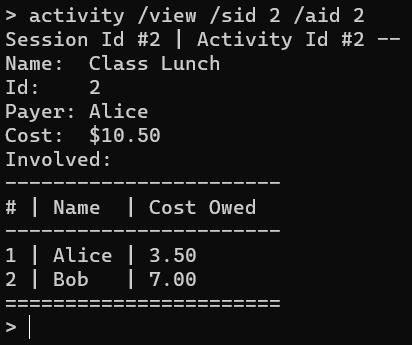 > activity /view /sid 2 /aid 2
Session Id #2 | Activity Id #2 --
Name:  Class Lunch
Id:    2
Payer: Alice
Cost:  $10.50
Involved:
-----------------------
# | Name  | Cost Owed
-----------------------
1 | Alice | 3.50
2 | Bob   | 7.00
=======================
>